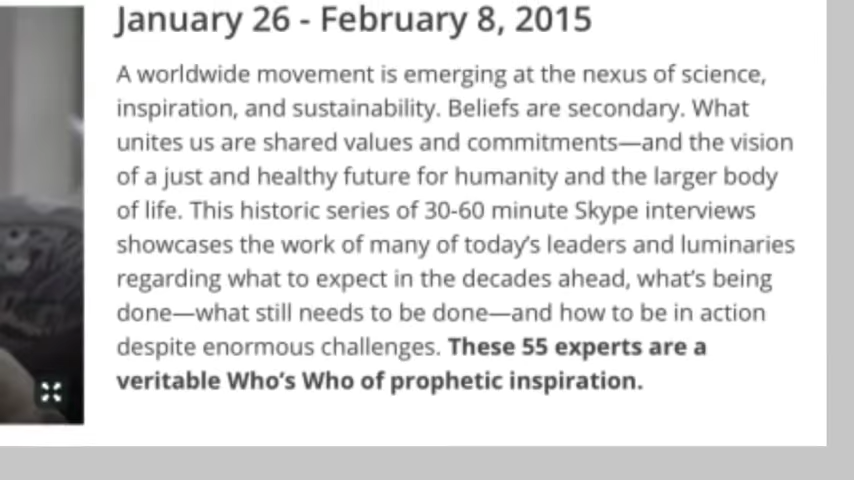 January 26 - February 8, 2015
A worldwide movement is emerging at the nexus of science,
inspiration, and sustainability. Beliefs are secondary. What
unites us are shared values and commitments—and the vision
of a just and healthy future for humanity and the larger body
of life. This historic series of 30-60 minute Skype interviews
showcases the work of many of today's leaders and luminaries
regarding what to expect in the decades ahead, what's being
done—what still needs to be done—and how to be in action
despite enormous challenges. These 55 experts are a
veritable Who's Who of prophetic inspiration.